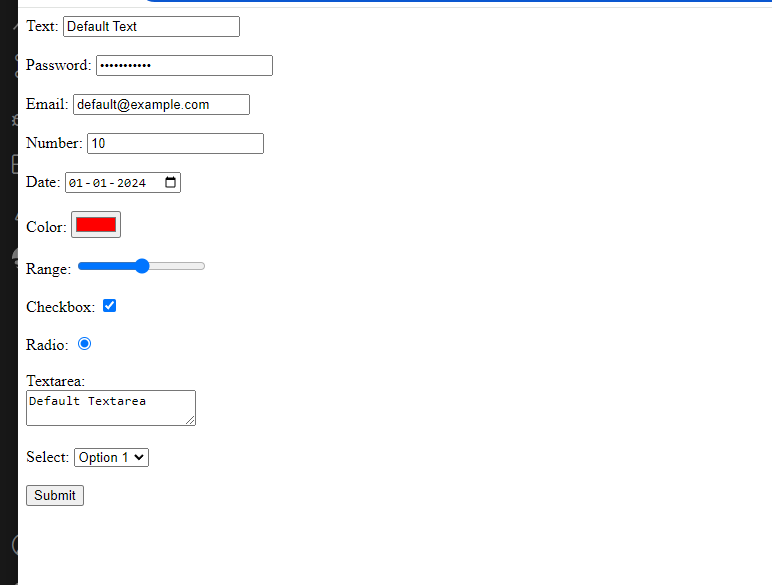 Text: Default Text
Password: •••••••••••
Email: default@example.com
Number: 10
Date: 01-01-2024
Color:
Range:
Checkbox:
Radio:
Textarea:
Default Textarea
Select: Option 1
Submit